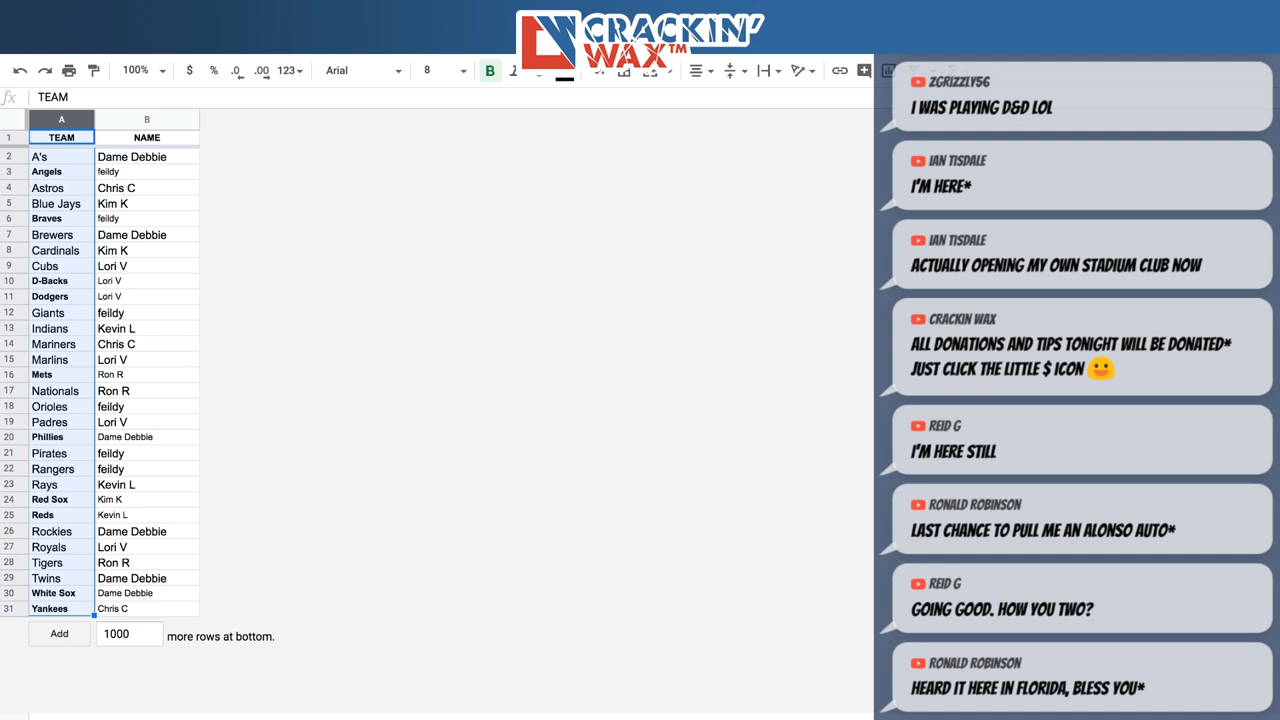 CRACKIN'
WAX™
100%
$ % .0 .00 123
Arial
8
B
fx TEAM
A B
1 TEAM NAME
2 A's Dame Debbie
3 Angels feildy
4 Astros Chris C
5 Blue Jays Kim K
6 Braves feildy
7 Brewers Dame Debbie
8 Cardinals Kim K
9 Cubs Lori V
10 D-Backs Lori V
11 Dodgers Lori V
12 Giants feildy
13 Indians Kevin L
14 Mariners Chris C
15 Marlins Lori V
16 Mets Ron R
17 Nationals Ron R
18 Orioles feildy
19 Padres Lori V
20 Phillies Dame Debbie
21 Pirates feildy
22 Rangers feildy
23 Rays Kevin L
24 Red Sox Kim K
25 Reds Kevin L
26 Rockies Dame Debbie
27 Royals Lori V
28 Tigers Ron R
29 Twins Dame Debbie
30 White Sox Dame Debbie
31 Yankees Chris C
Add 1000 more rows at bottom.
ZGRIZZLY56
I WAS PLAYING D&D LOL
IAN TISDALE
I'M HERE*
IAN TISDALE
ACTUALLY OPENING MY OWN STADIUM CLUB NOW
CRACKIN WAX
ALL DONATIONS AND TIPS TONIGHT WILL BE DONATED*
JUST CLICK THE LITTLE $ ICON 😀
REID G
I'M HERE STILL
RONALD ROBINSON
LAST CHANCE TO PULL ME AN ALONSO AUTO*
REID G
GOING GOOD. HOW YOU TWO?
RONALD ROBINSON
HEARD IT HERE IN FLORIDA, BLESS YOU*